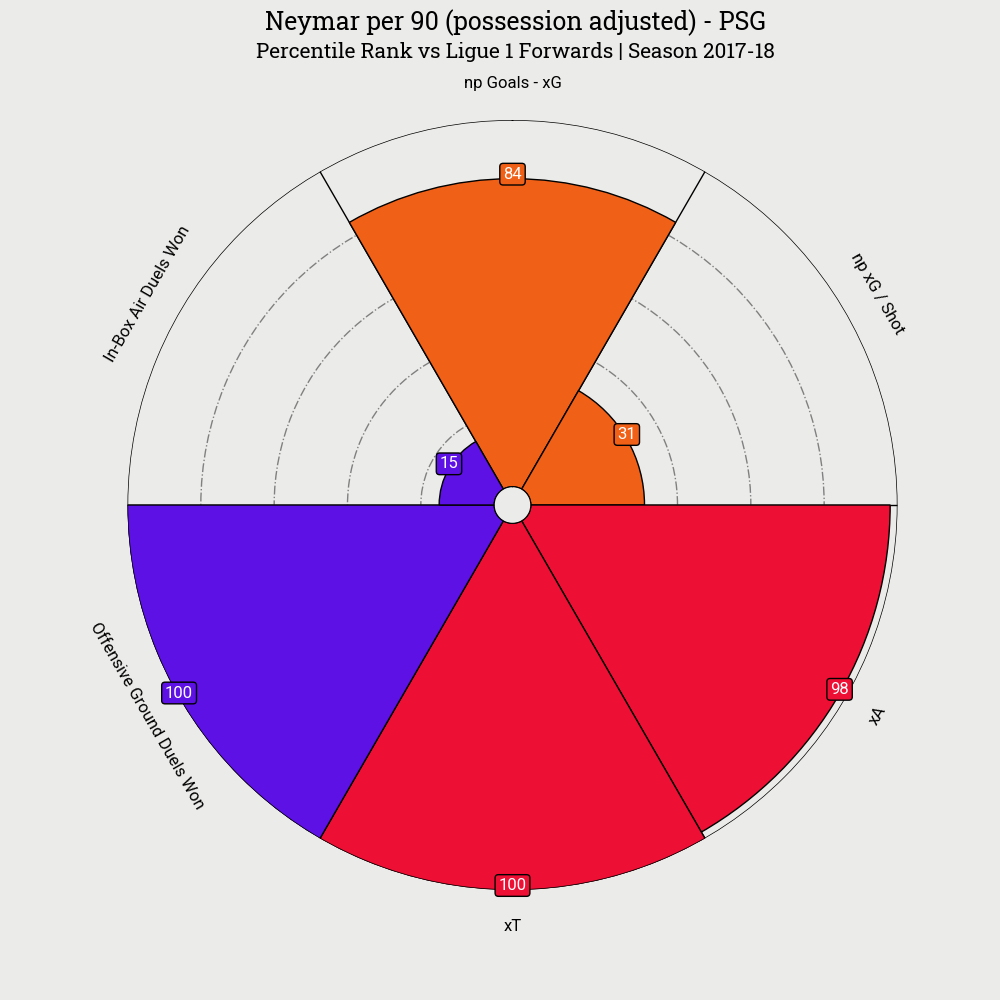 Neymar per 90 (possession adjusted) - PSG
Percentile Rank vs Ligue 1 Forwards | Season 2017-18
np Goals - xG
84
In-Box Air Duels Won
np xG / Shot
31
15
Offensive Ground Duels Won
100
98
xA
100
xT